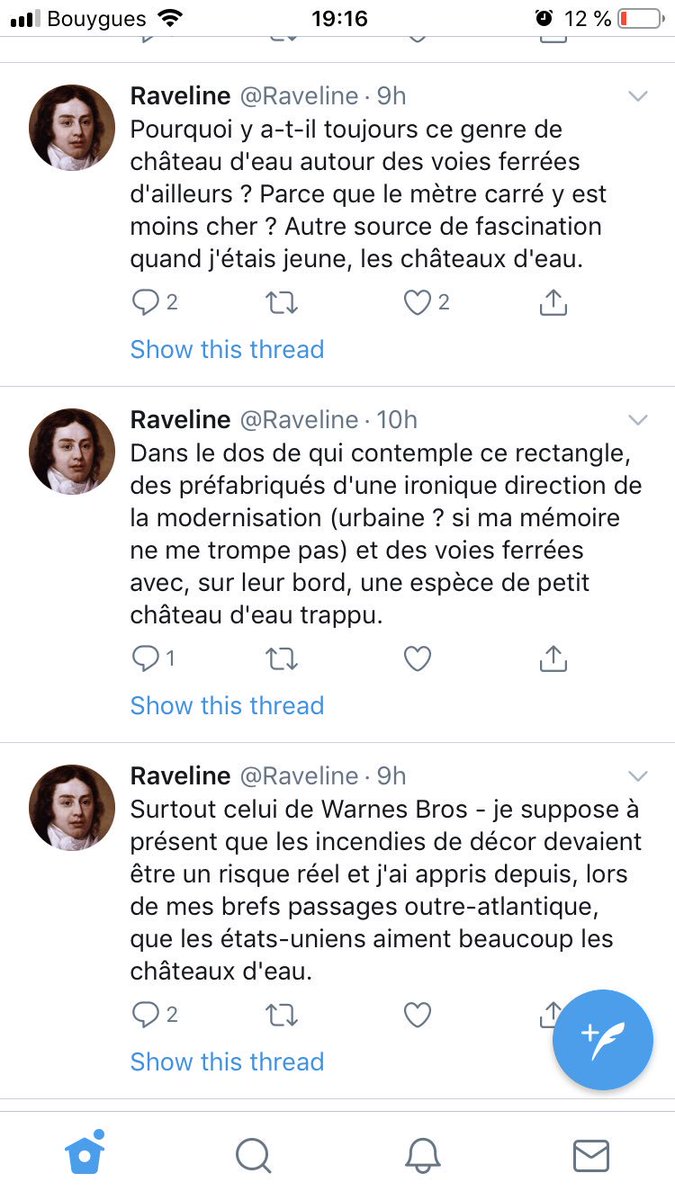 Bouygues 19:16 12 %
Raveline @Raveline · 9h
Pourquoi y a-t-il toujours ce genre de
château d'eau autour des voies ferrées
d'ailleurs ? Parce que le mètre carré y est
moins cher ? Autre source de fascination
quand j'étais jeune, les châteaux d'eau.
2 2
Show this thread
Raveline @Raveline · 10h
Dans le dos de qui contemple ce rectangle,
des préfabriqués d'une ironique direction de
la modernisation (urbaine ? si ma mémoire
ne me trompe pas) et des voies ferrées
avec, sur leur bord, une espèce de petit
château d'eau trappu.
1
Show this thread
Raveline @Raveline · 9h
Surtout celui de Warnes Bros - je suppose à
présent que les incendies de décor devaient
être un risque réel et j'ai appris depuis, lors
de mes brefs passages outre-atlantique,
que les états-uniens aiment beaucoup les
châteaux d'eau.
2
Show this thread